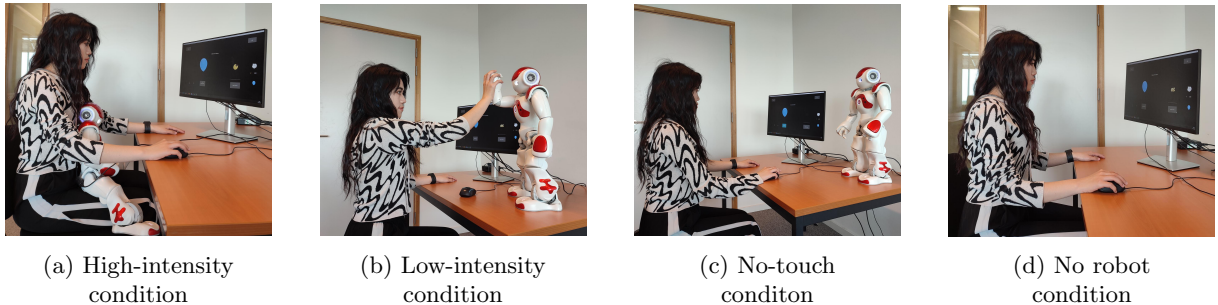 (a) High-intensity
condition
(b) Low-intensity
condition
(c) No-touch
conditon
(d) No robot
condition